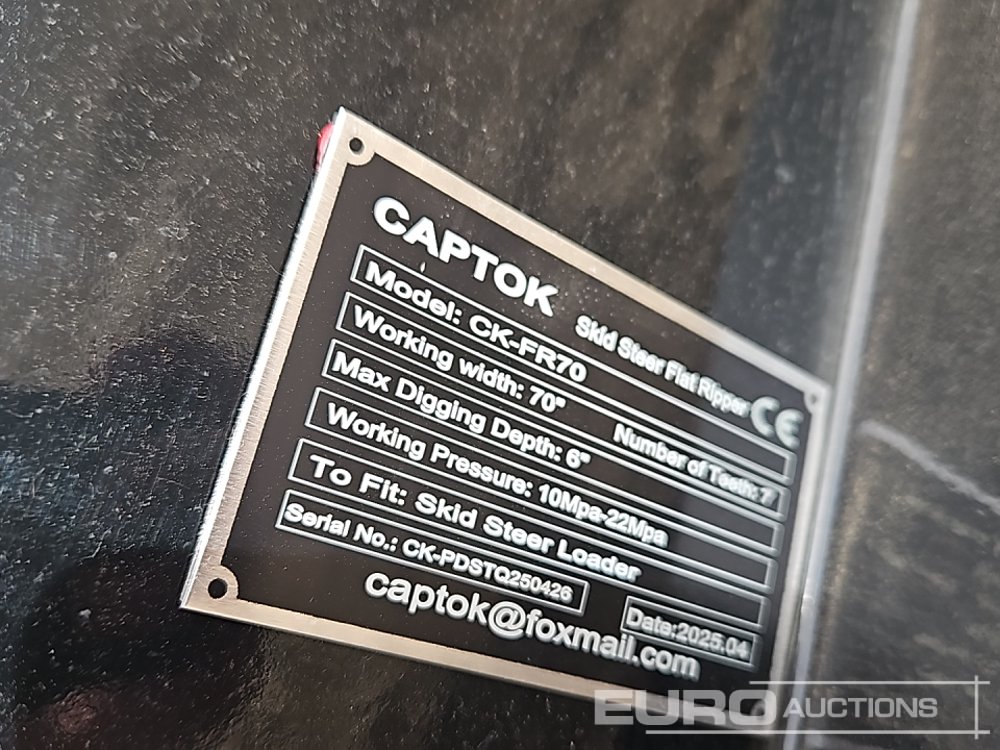 CAPTOK Skid Steer Flat Ripper CE
Model: CK-FR70
Working width: 70" Number of Teeth: 7
Max Digging Depth: 6"
Working Pressure: 10Mpa-22Mpa
To Fit: Skid Steer Loader
Serial No.: CK-PDSTQ250426 Date:2025.04
captok@foxmail.com
EURO AUCTIONS